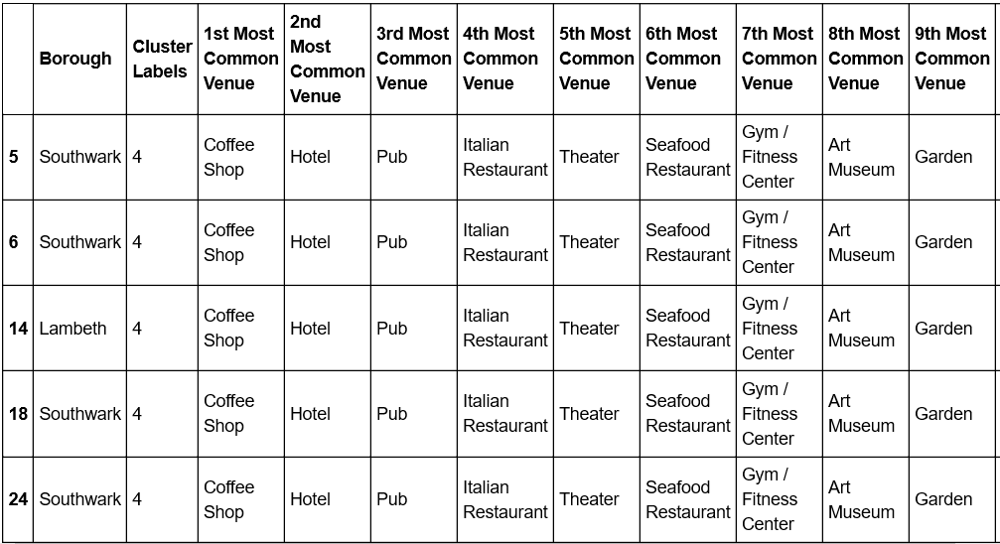 Borough Cluster Labels 1st Most Common Venue 2nd Most Common Venue 3rd Most Common Venue 4th Most Common Venue 5th Most Common Venue 6th Most Common Venue 7th Most Common Venue 8th Most Common Venue 9th Most Common Venue
5 Southwark 4 Coffee Shop Hotel Pub Italian Restaurant Theater Seafood Restaurant Gym / Fitness Center Art Museum Garden
6 Southwark 4 Coffee Shop Hotel Pub Italian Restaurant Theater Seafood Restaurant Gym / Fitness Center Art Museum Garden
14 Lambeth 4 Coffee Shop Hotel Pub Italian Restaurant Theater Seafood Restaurant Gym / Fitness Center Art Museum Garden
18 Southwark 4 Coffee Shop Hotel Pub Italian Restaurant Theater Seafood Restaurant Gym / Fitness Center Art Museum Garden
24 Southwark 4 Coffee Shop Hotel Pub Italian Restaurant Theater Seafood Restaurant Gym / Fitness Center Art Museum Garden